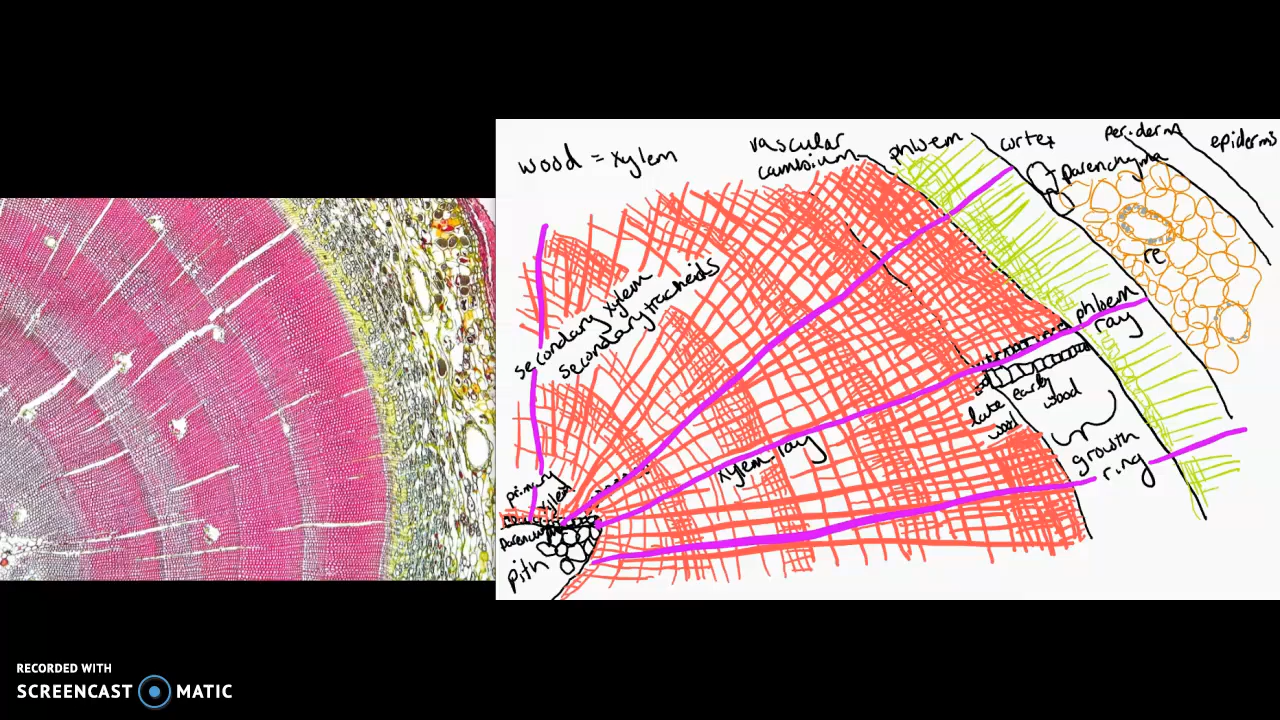 wood = xylem
vascular
cambium
phloem
cortex
periderm
epidermis
parenchyma
rc
secondary xylem
secondary tracheids
phloem
ray
early
wood
late
wood
growth
ring
xylem ray
primary
xylem
parenchyma
pith
RECORDED WITH
SCREENCAST MATIC